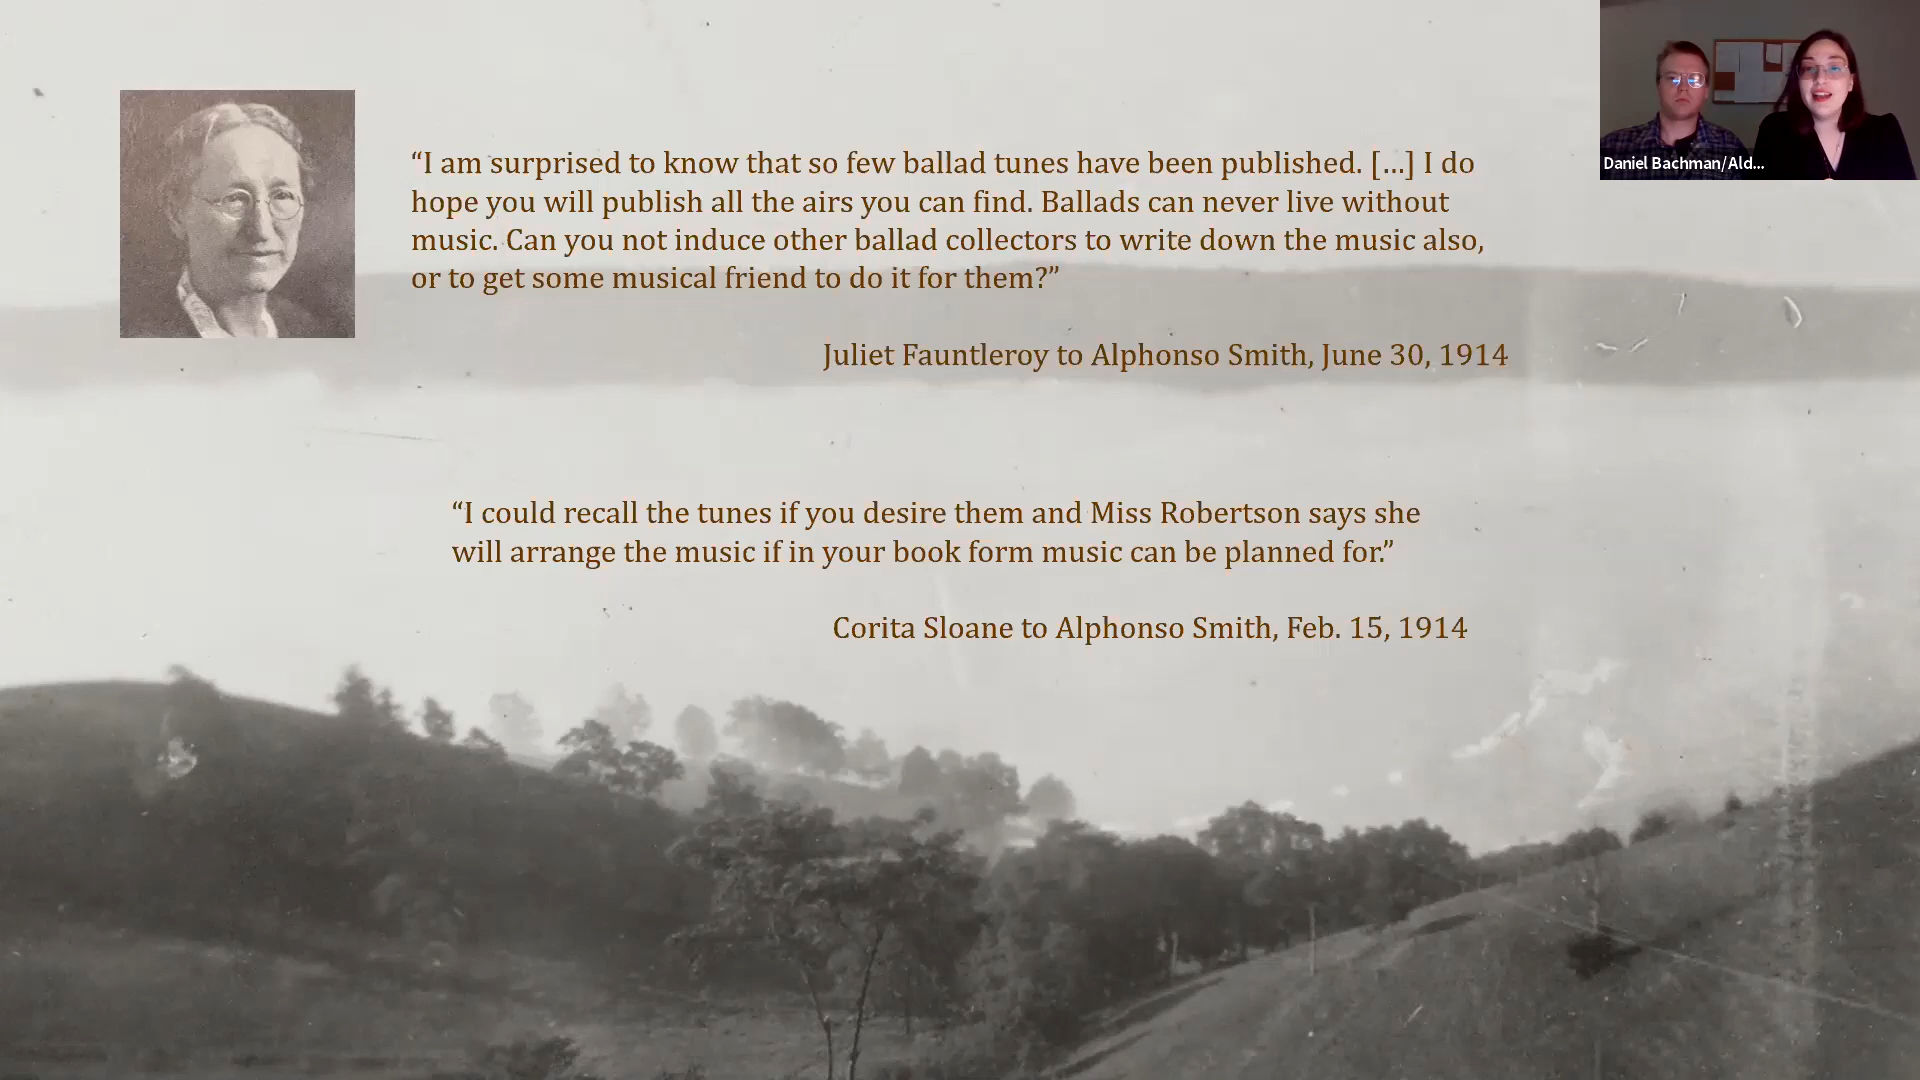 “I am surprised to know that so few ballad tunes have been published. […] I do
hope you will publish all the airs you can find. Ballads can never live without
music. Can you not induce other ballad collectors to write down the music also,
or to get some musical friend to do it for them?”
Juliet Fauntleroy to Alphonso Smith, June 30, 1914
“I could recall the tunes if you desire them and Miss Robertson says she
will arrange the music if in your book form music can be planned for.”
Corita Sloane to Alphonso Smith, Feb. 15, 1914
Daniel Bachman/Ald...